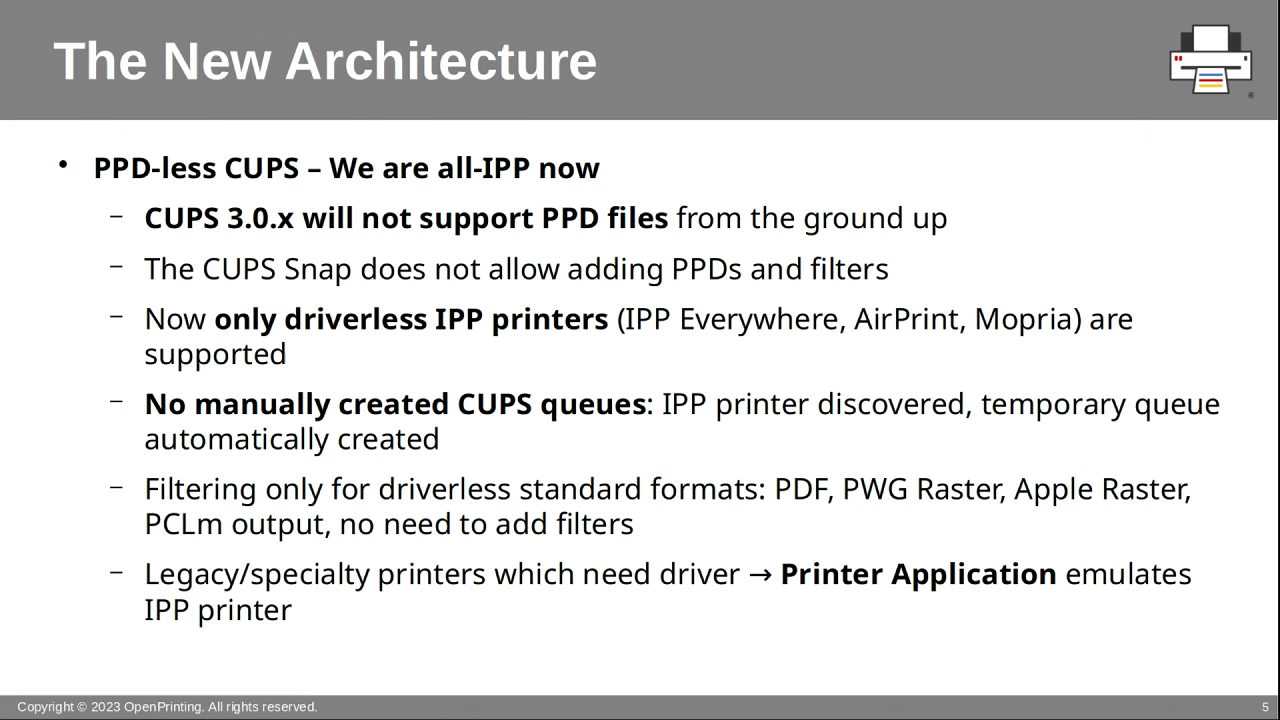 The New Architecture
®
• PPD-less CUPS – We are all-IPP now
– CUPS 3.0.x will not support PPD files from the ground up
– The CUPS Snap does not allow adding PPDs and filters
– Now only driverless IPP printers (IPP Everywhere, AirPrint, Mopria) are
supported
– No manually created CUPS queues: IPP printer discovered, temporary queue
automatically created
– Filtering only for driverless standard formats: PDF, PWG Raster, Apple Raster,
PCLm output, no need to add filters
– Legacy/specialty printers which need driver → Printer Application emulates
IPP printer
Copyright © 2023 OpenPrinting. All rights reserved.
5